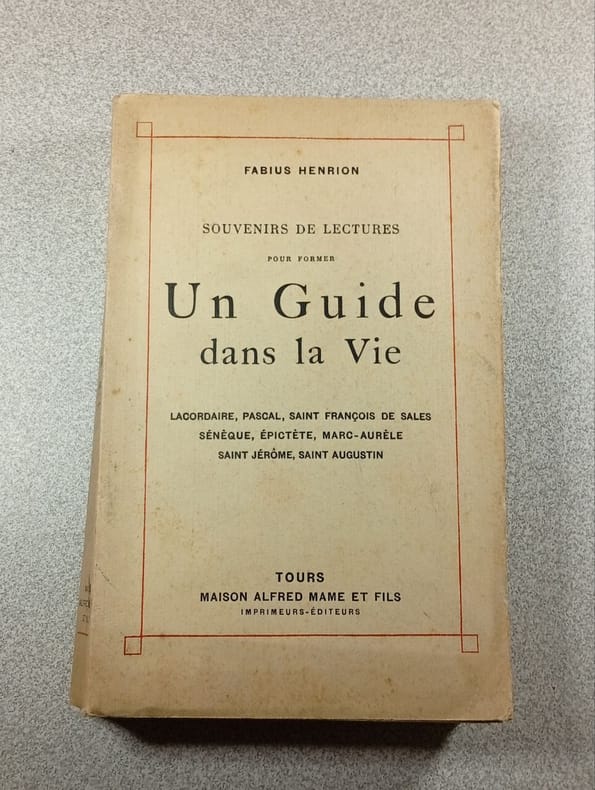 FABIUS HENRION
SOUVENIRS DE LECTURES
POUR FORMER
Un Guide
dans la Vie
LACORDAIRE, PASCAL, SAINT FRANÇOIS DE SALES
SÉNÈQUE, ÉPICTÈTE, MARC-AURÈLE
SAINT JÉRÔME, SAINT AUGUSTIN
TOURS
MAISON ALFRED MAME ET FILS
IMPRIMEURS-ÉDITEURS